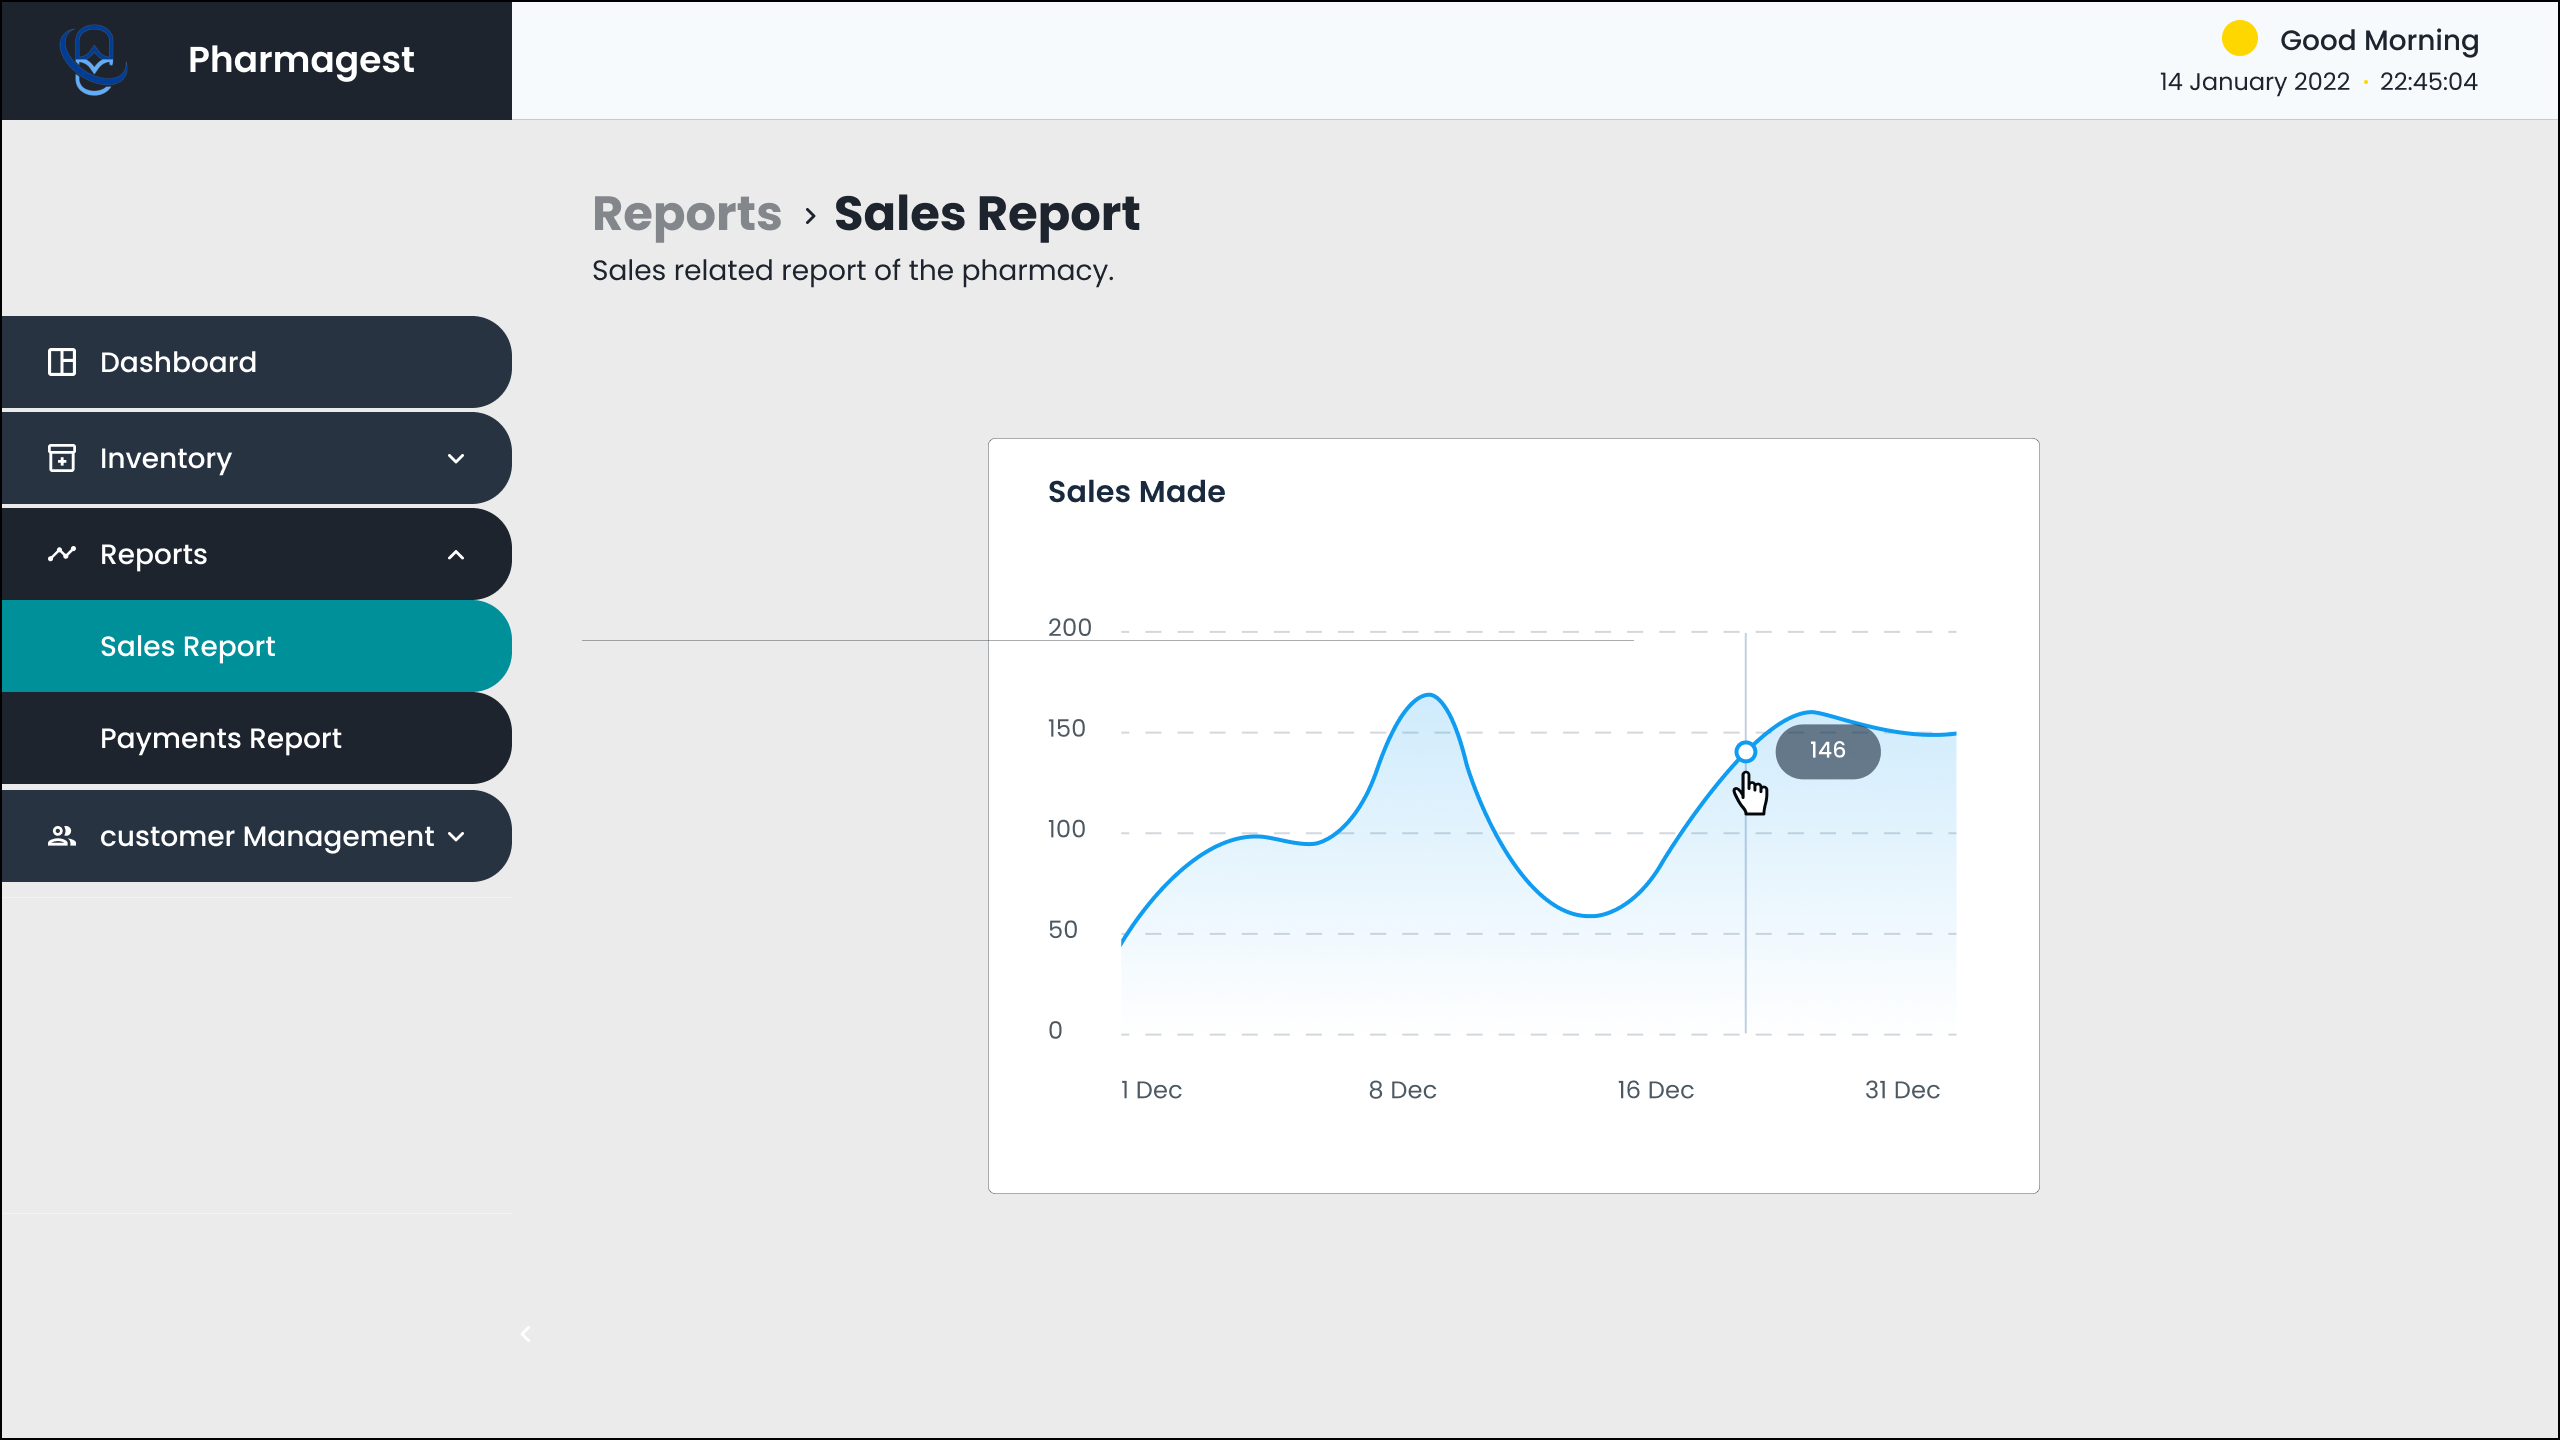 Pharmagest
Good Morning
14 January 2022 · 22:45:04
Reports › Sales Report
Sales related report of the pharmacy.
Dashboard
Inventory
Reports
Sales Report
Payments Report
customer Management
Sales Made
200
150
146
100
50
0
1 Dec 8 Dec 16 Dec 31 Dec